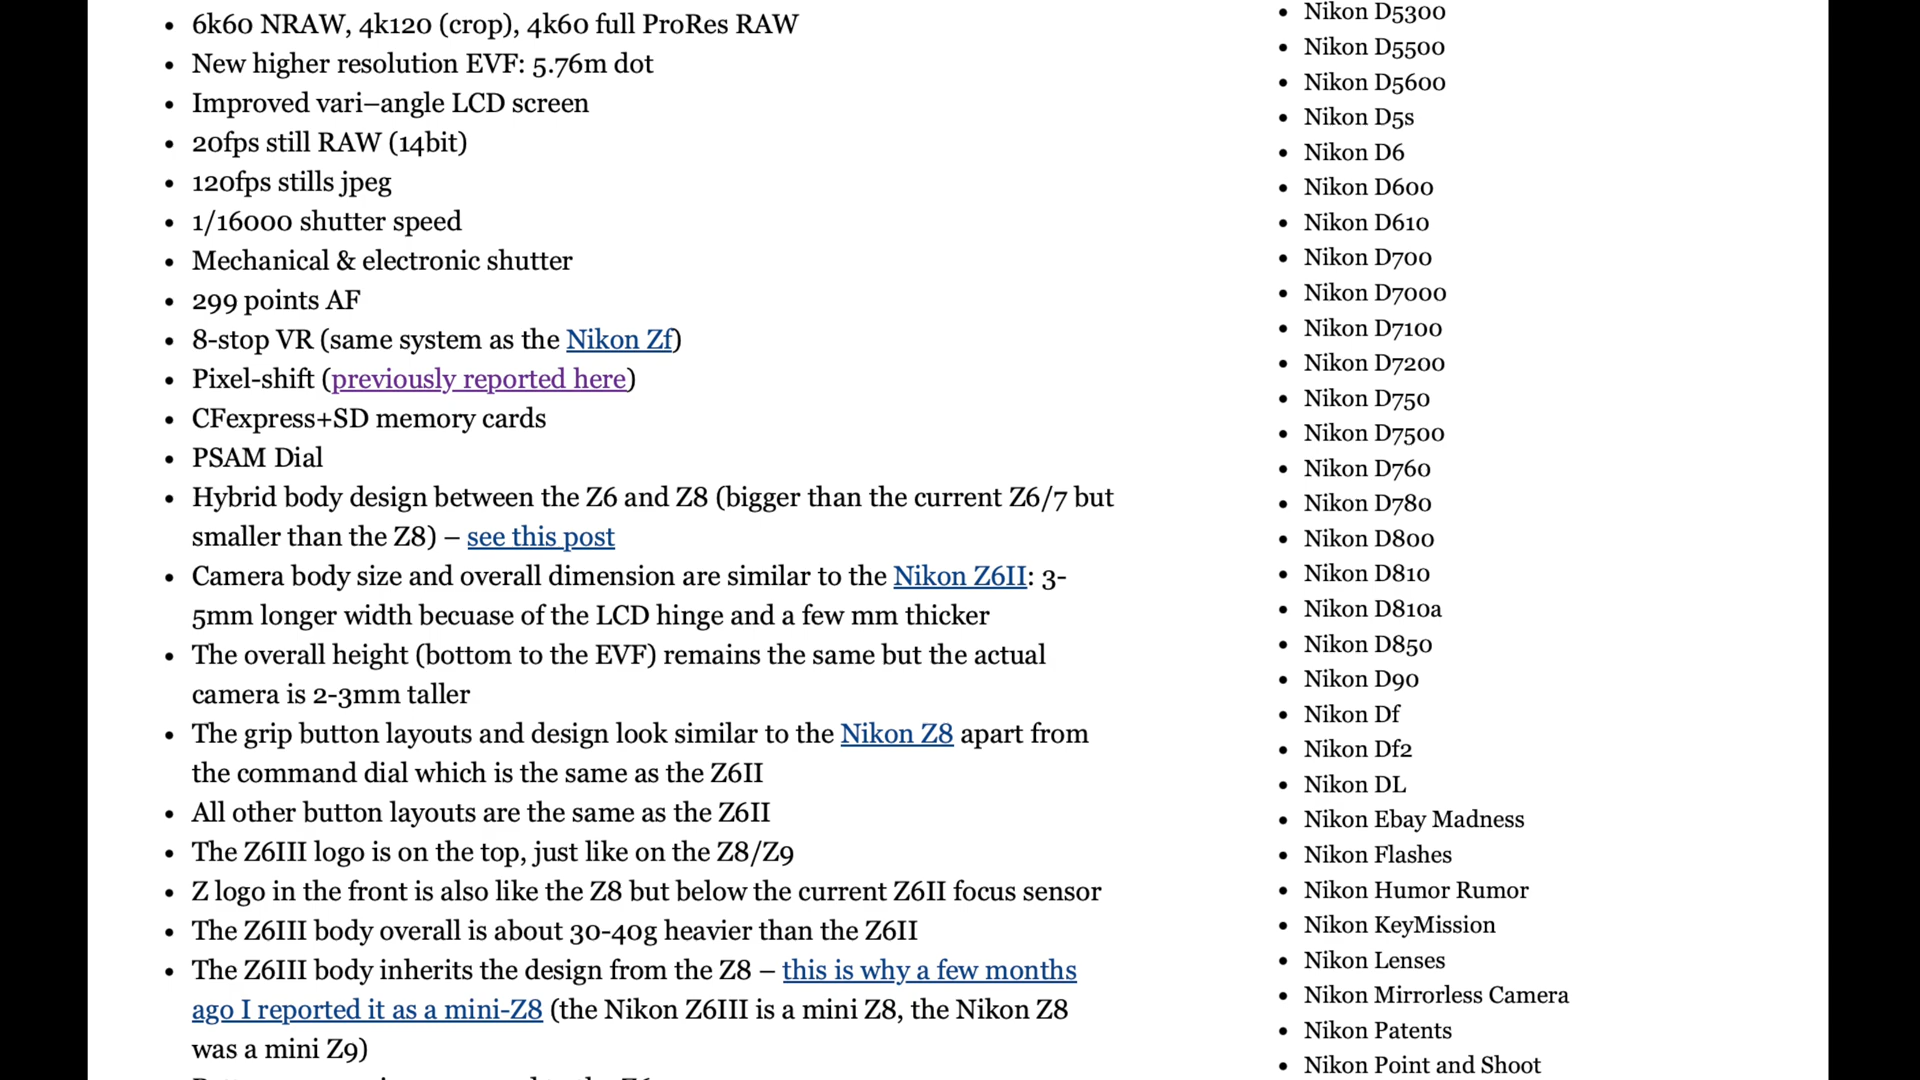 6k60 NRAW, 4k120 (crop), 4k60 full ProRes RAW
New higher resolution EVF: 5.76m dot
Improved vari–angle LCD screen
20fps still RAW (14bit)
120fps stills jpeg
1/16000 shutter speed
Mechanical & electronic shutter
299 points AF
8-stop VR (same system as the Nikon Zf)
Pixel-shift (previously reported here)
CFexpress+SD memory cards
PSAM Dial
Hybrid body design between the Z6 and Z8 (bigger than the current Z6/7 but
smaller than the Z8) – see this post
Camera body size and overall dimension are similar to the Nikon Z6II: 3-
5mm longer width becuase of the LCD hinge and a few mm thicker
The overall height (bottom to the EVF) remains the same but the actual
camera is 2-3mm taller
The grip button layouts and design look similar to the Nikon Z8 apart from
the command dial which is the same as the Z6II
All other button layouts are the same as the Z6II
The Z6III logo is on the top, just like on the Z8/Z9
Z logo in the front is also like the Z8 but below the current Z6II focus sensor
The Z6III body overall is about 30-40g heavier than the Z6II
The Z6III body inherits the design from the Z8 – this is why a few months
ago I reported it as a mini-Z8 (the Nikon Z6III is a mini Z8, the Nikon Z8
was a mini Z9)
Nikon D5300
Nikon D5500
Nikon D5600
Nikon D5s
Nikon D6
Nikon D600
Nikon D610
Nikon D700
Nikon D7000
Nikon D7100
Nikon D7200
Nikon D750
Nikon D7500
Nikon D760
Nikon D780
Nikon D800
Nikon D810
Nikon D810a
Nikon D850
Nikon D90
Nikon Df
Nikon Df2
Nikon DL
Nikon Ebay Madness
Nikon Flashes
Nikon Humor Rumor
Nikon KeyMission
Nikon Lenses
Nikon Mirrorless Camera
Nikon Patents
Nikon Point and Shoot